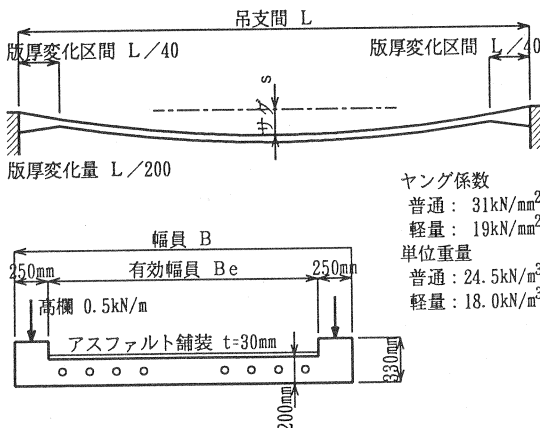 吊支間 L
版厚変化区間 L/40
版厚変化区間 L/40
サグ s
版厚変化量 L/200
ヤング係数
普通: 31kN/mm²
軽量: 19kN/mm²
単位重量
普通:24.5kN/m³
軽量:18.0kN/m³
幅員 B
250mm
有効幅員 Be
250mm
高欄 0.5kN/m
アスファルト舗装 t=30mm
200mm
330mm